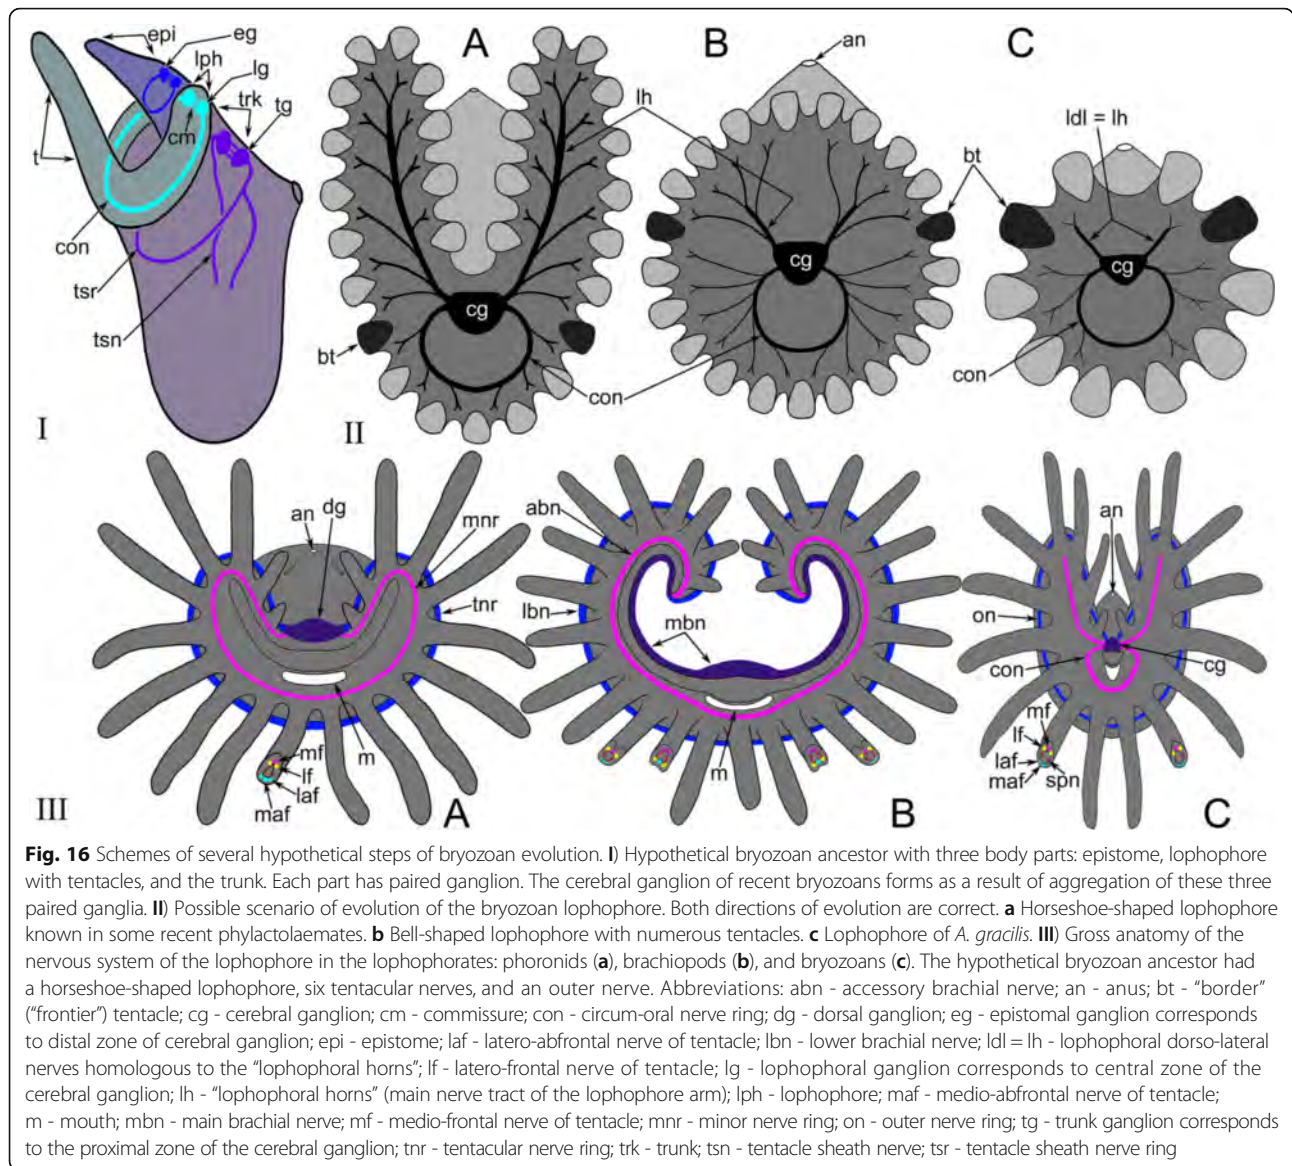 epi
eg
lph
lg
trk
tg
cm
t
con
tsr
tsn
I
A
B
C
an
lh
ldl = lh
bt
cg
cg
cg
bt
con
con
II
an
dg
mnr
tnr
m
mf
lf
laf
maf
III
A
abn
lbn
mbn
m
B
an
on
con
cg
mf
lf
laf
maf
spn
C
Fig. 16 Schemes of several hypothetical steps of bryozoan evolution. I) Hypothetical bryozoan ancestor with three body parts: epistome, lophophore
with tentacles, and the trunk. Each part has paired ganglion. The cerebral ganglion of recent bryozoans forms as a result of aggregation of these three
paired ganglia. II) Possible scenario of evolution of the bryozoan lophophore. Both directions of evolution are correct. a Horseshoe-shaped lophophore
known in some recent phylactolaemates. b Bell-shaped lophophore with numerous tentacles. c Lophophore of A. gracilis. III) Gross anatomy of the
nervous system of the lophophore in the lophophorates: phoronids (a), brachiopods (b), and bryozoans (c). The hypothetical bryozoan ancestor had
a horseshoe-shaped lophophore, six tentacular nerves, and an outer nerve. Abbreviations: abn - accessory brachial nerve; an - anus; bt - “border”
(“frontier”) tentacle; cg - cerebral ganglion; cm - commissure; con - circum-oral nerve ring; dg - dorsal ganglion; eg - epistomal ganglion corresponds
to distal zone of cerebral ganglion; epi - epistome; laf - latero-abfrontal nerve of tentacle; lbn - lower brachial nerve; ldl = lh - lophophoral dorso-lateral
nerves homologous to the “lophophoral horns”; lf - latero-frontal nerve of tentacle; lg - lophophoral ganglion corresponds to central zone of the
cerebral ganglion; lh - “lophophoral horns” (main nerve tract of the lophophore arm); lph - lophophore; maf - medio-abfrontal nerve of tentacle;
m - mouth; mbn - main brachial nerve; mf - medio-frontal nerve of tentacle; mnr - minor nerve ring; on - outer nerve ring; tg - trunk ganglion corresponds
to the proximal zone of the cerebral ganglion; tnr - tentacular nerve ring; trk - trunk; tsn - tentacle sheath nerve; tsr - tentacle sheath nerve ring